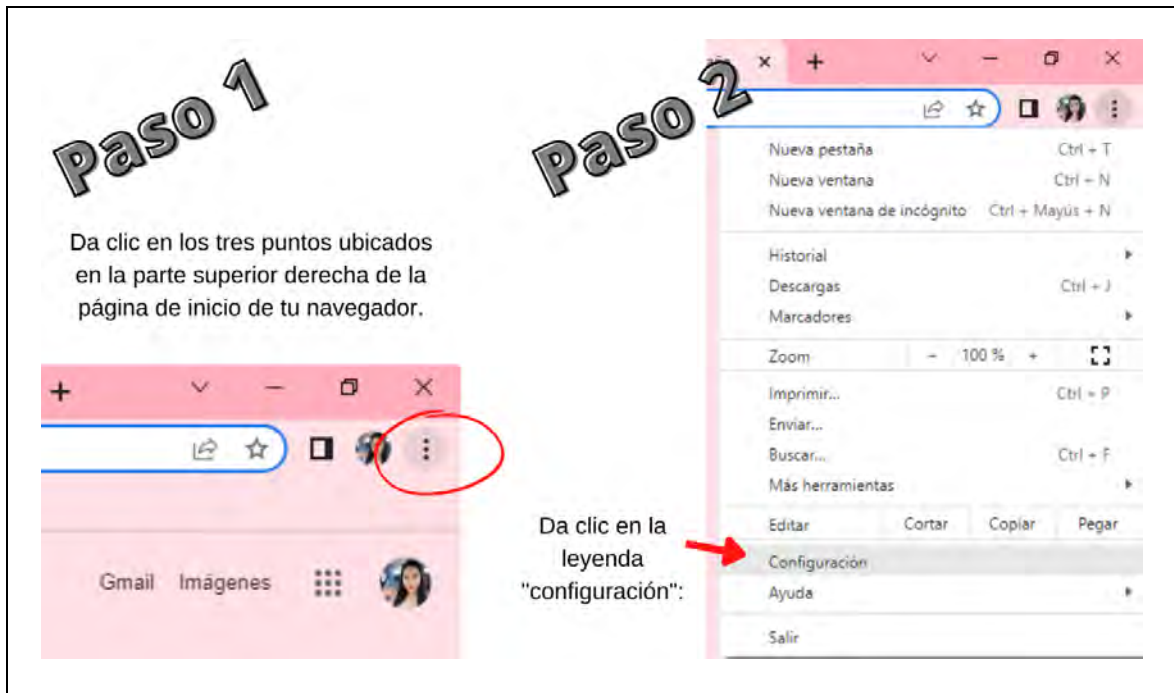 Paso 1
Da clic en los tres puntos ubicados
en la parte superior derecha de la
página de inicio de tu navegador.
Gmail Imágenes
Paso 2
Nueva pestaña Ctrl + T
Nueva ventana Ctrl + N
Nueva ventana de incógnito Ctrl + Mayús + N
Historial
Descargas Ctrl + J
Marcadores
Zoom - 100 % +
Imprimir... Ctrl + P
Enviar...
Buscar... Ctrl + F
Más herramientas
Editar Cortar Copiar Pegar
Configuración
Ayuda
Salir
Da clic en la
leyenda
"configuración":